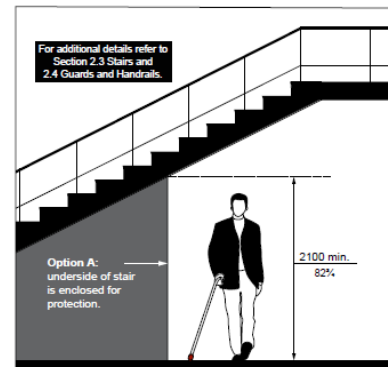 For additional details refer to
Section 2.3 Stairs and
2.4 Guards and Handrails.
Option A:
underside of stair
is enclosed for
protection.
2100 min.
82¾